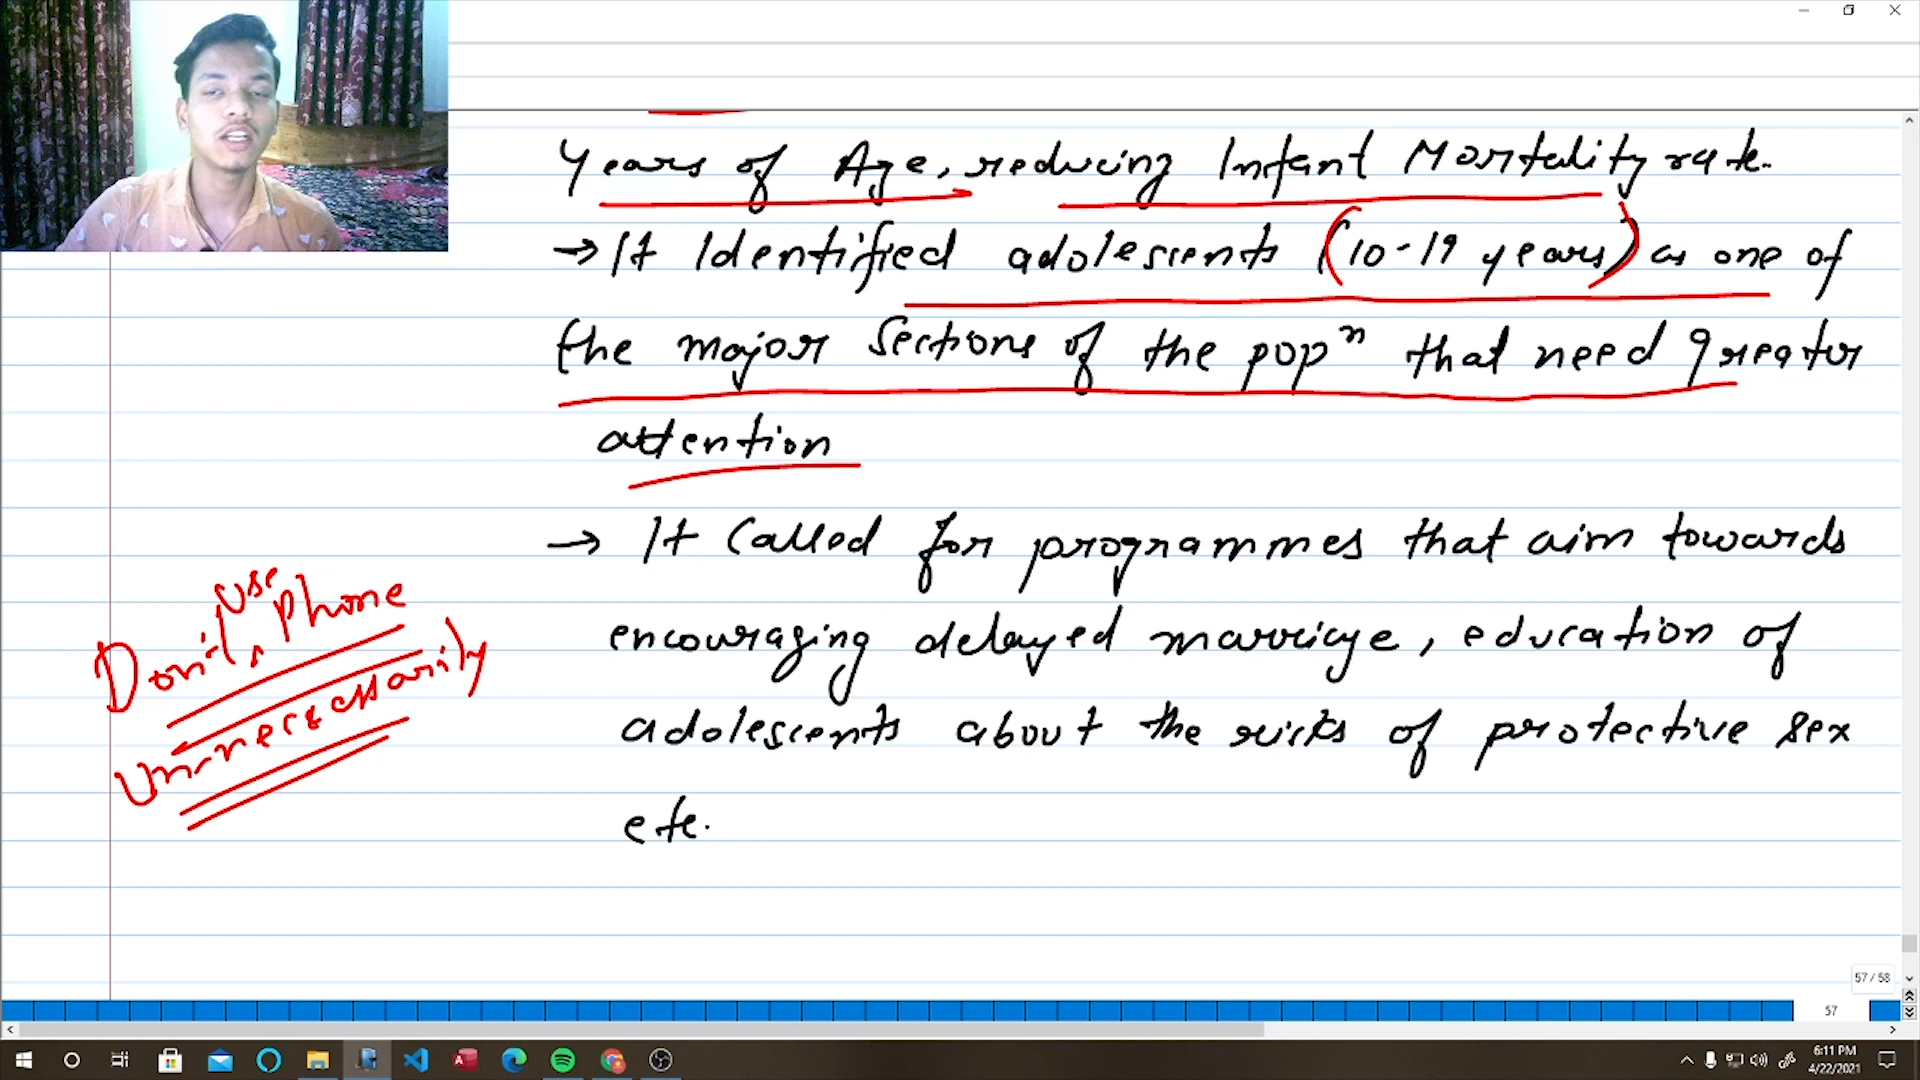 Years of Age, reducing Infant Mortality rate.
→ It Identified adolescents (10-19 years) as one of
the major Sections of the popⁿ that need greater
attention
→ It Called for programmes that aim towards
encouraging delayed marriage, education of
adolescents about the risks of protective sex
etc.
Don't use Phone
Unnecessarily
57 / 58
57
6:11 PM
4/22/2021